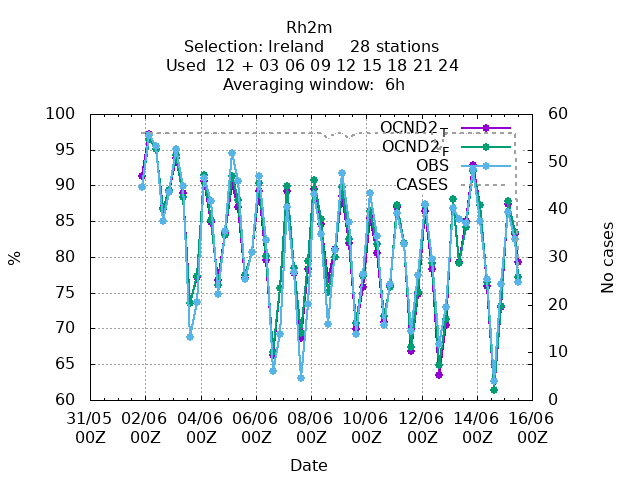 Rh2m
Selection: Ireland 28 stations
Used 12 + 03 06 09 12 15 18 21 24
Averaging window: 6h
100
95
90
85
80
75
70
65
60
%
60
50
40
30
20
10
0
No cases
OCND2_T
OCND2_F
OBS
CASES
31/05 02/06 04/06 06/06 08/06 10/06 12/06 14/06 16/06
00Z 00Z 00Z 00Z 00Z 00Z 00Z 00Z 00Z
Date